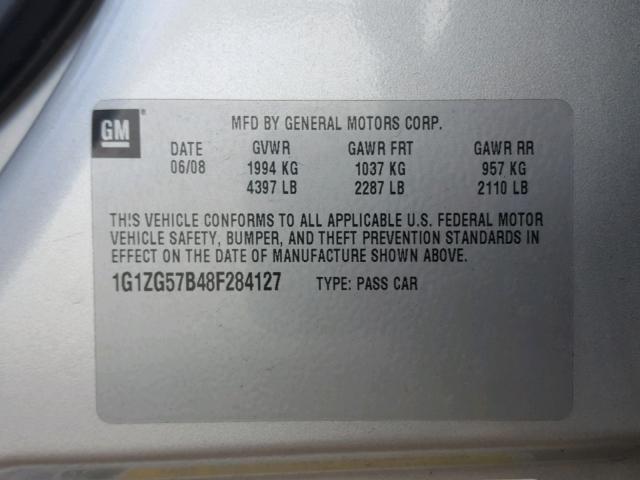 GM®
MFD BY GENERAL MOTORS CORP.
DATE GVWR GAWR FRT GAWR RR
06/08 1994 KG 1037 KG 957 KG
4397 LB 2287 LB 2110 LB
THIS VEHICLE CONFORMS TO ALL APPLICABLE U.S. FEDERAL MOTOR
VEHICLE SAFETY, BUMPER, AND THEFT PREVENTION STANDARDS IN
EFFECT ON THE DATE OF MANUFACTURE SHOWN ABOVE.
1G1ZG57B48F284127 TYPE: PASS CAR